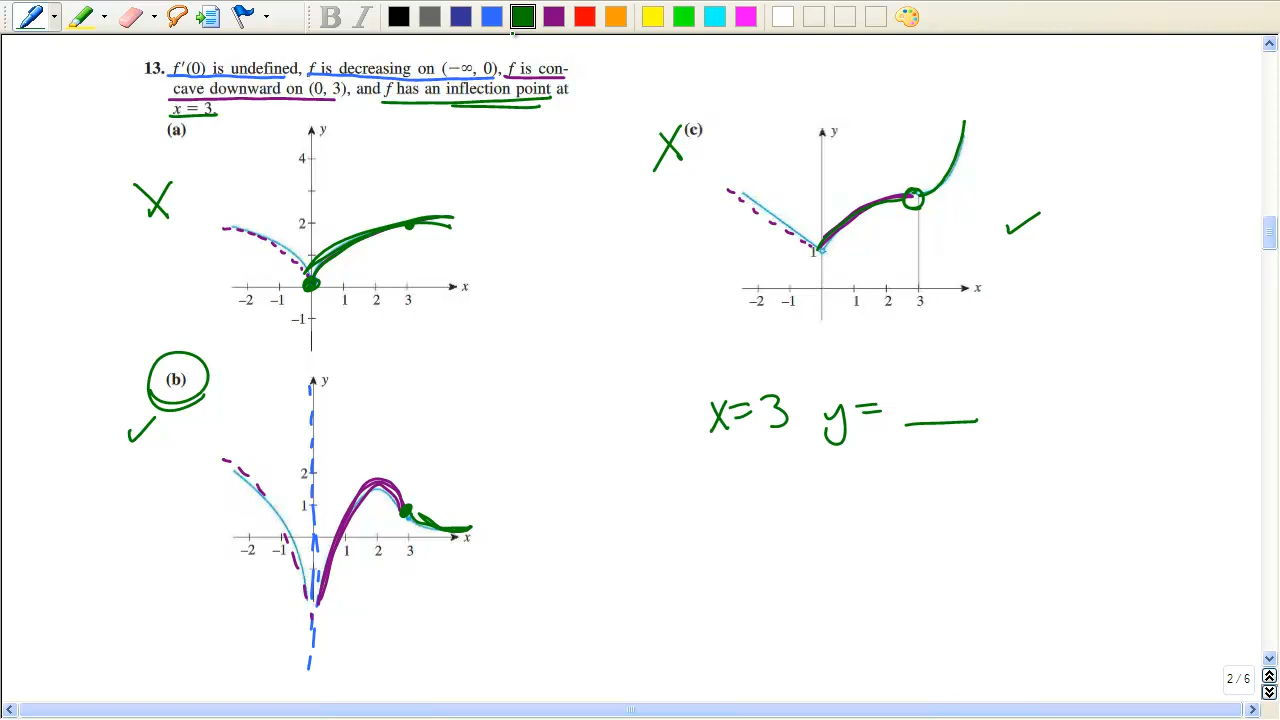 B I
13. f′(0) is undefined, f is decreasing on (−∞, 0), f is con-
cave downward on (0, 3), and f has an inflection point at
x = 3.
(a)
y
4
2
−2 −1 1 2 3 x
−1
X
X (c)
y
1
−2 −1 1 2 3 x
(b)
y
2
1
−2 −1 1 2 3 x
x=3 y= ___
2 / 6